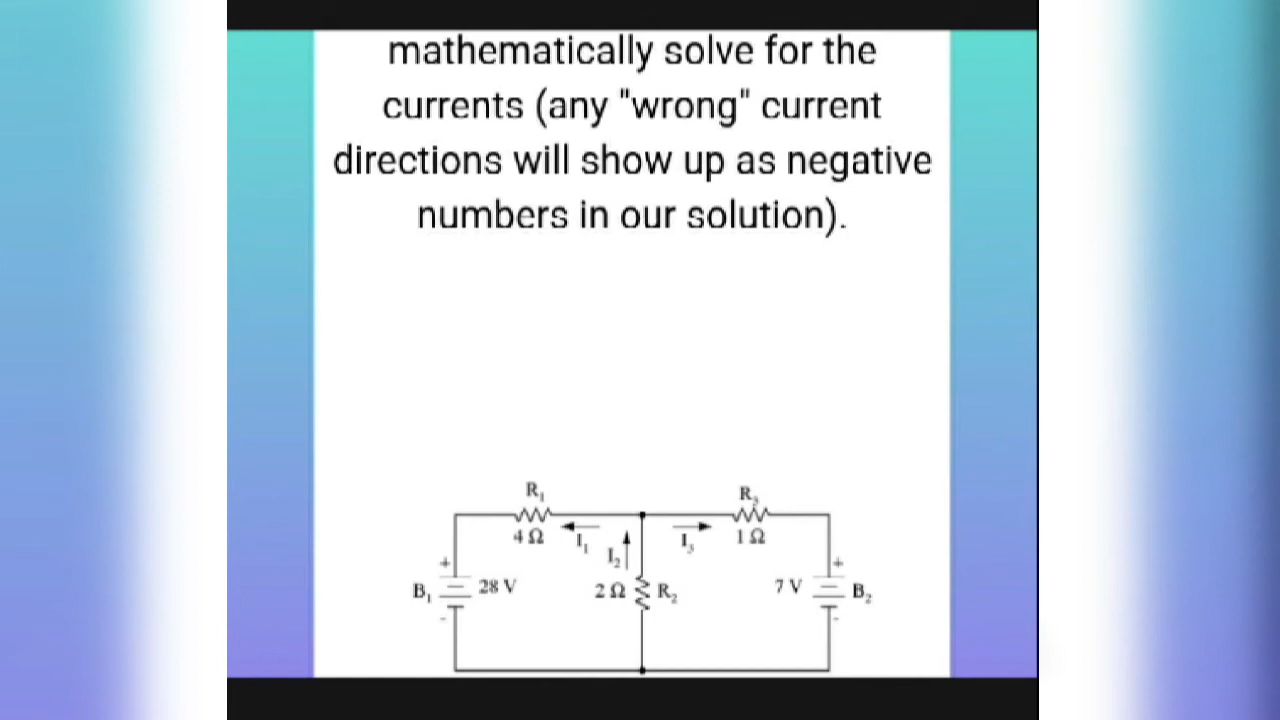 mathematically solve for the
currents (any "wrong" current
directions will show up as negative
numbers in our solution).
R₁ R₃
4 Ω I₁ I₂ I₃ 1 Ω
+ +
B₁ 28 V 2 Ω R₂ 7 V B₂
- -